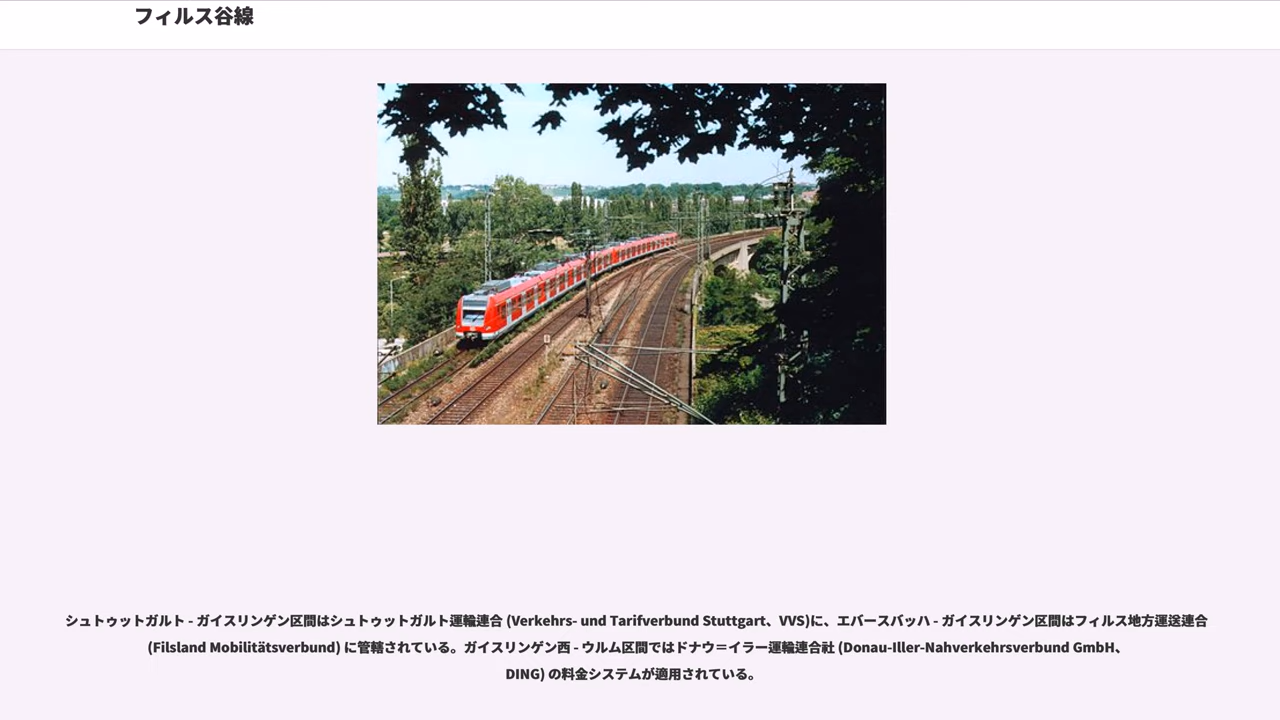 フィルス谷線
シュトゥットガルト - ガイスリンゲン区間はシュトゥットガルト運輸連合 (Verkehrs- und Tarifverbund Stuttgart、VVS)に、エバースバッハ - ガイスリンゲン区間はフィルス地方運送連合
(Filsland Mobilitätsverbund) に管轄されている。ガイスリンゲン西 - ウルム区間ではドナウ＝イラー運輸連合社 (Donau-Iller-Nahverkehrsverbund GmbH、
DING) の料金システムが適用されている。